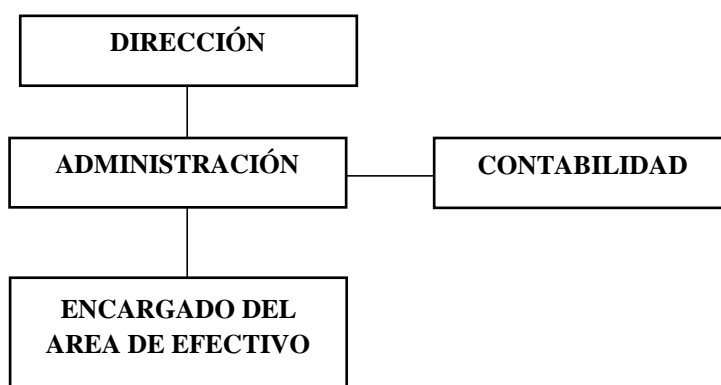 DIRECCIÓN
ADMINISTRACIÓN
CONTABILIDAD
ENCARGADO DEL
AREA DE EFECTIVO